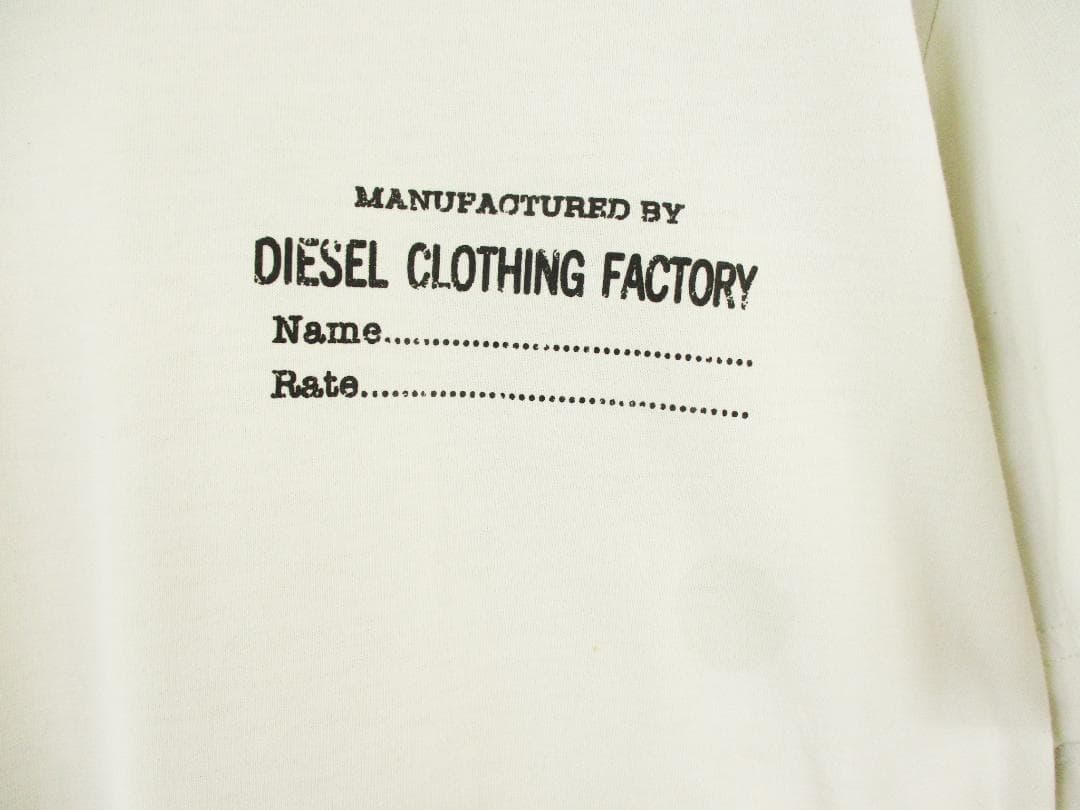 MANUFACTURED BY
DIESEL CLOTHING FACTORY
Name........................................
Rate..........................................